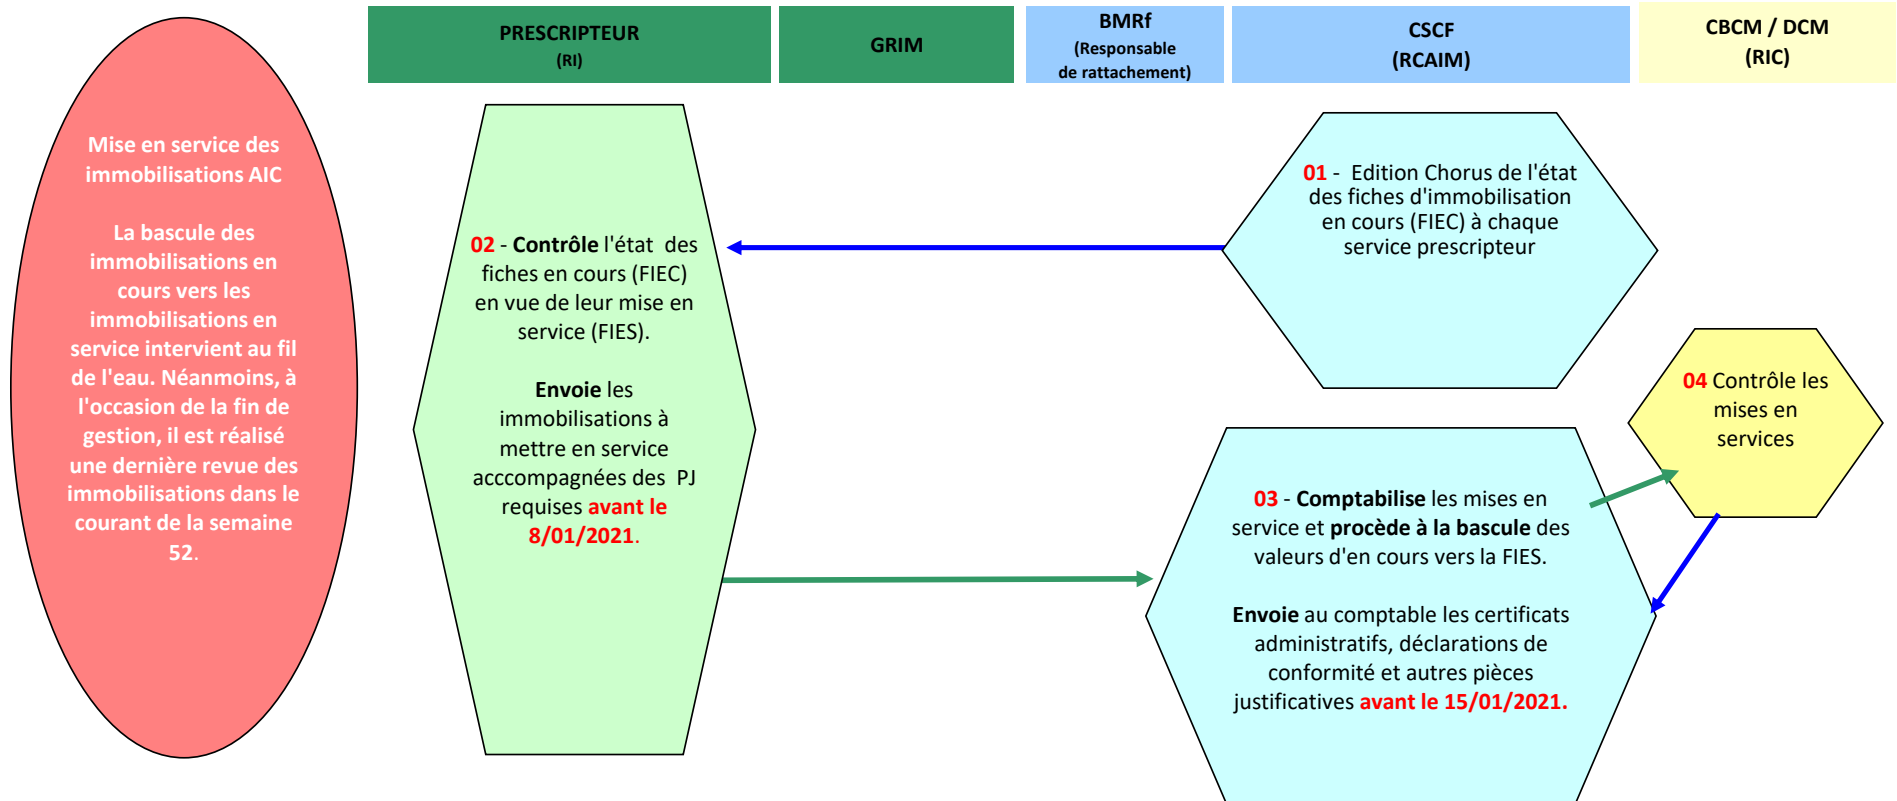 PRESCRIPTEUR
(RI)
GRIM
BMRf
(Responsable
de rattachement)
CSCF
(RCAIM)
CBCM / DCM
(RIC)
Mise en service des
immobilisations AIC
La bascule des
immobilisations en
cours vers les
immobilisations en
service intervient au fil
de l'eau. Néanmoins, à
l'occasion de la fin de
gestion, il est réalisé
une dernière revue des
immobilisations dans le
courant de la semaine
52.
01 - Edition Chorus de l'état
des fiches d'immobilisation
en cours (FIEC) à chaque
service prescripteur
02 - Contrôle l'état des
fiches en cours (FIEC)
en vue de leur mise en
service (FIES).
Envoie les
immobilisations à
mettre en service
acccompagnées des PJ
requises avant le
8/01/2021.
03 - Comptabilise les mises en
service et procède à la bascule des
valeurs d'en cours vers la FIES.
Envoie au comptable les certificats
administratifs, déclarations de
conformité et autres pièces
justificatives avant le 15/01/2021.
04 Contrôle les
mises en
services